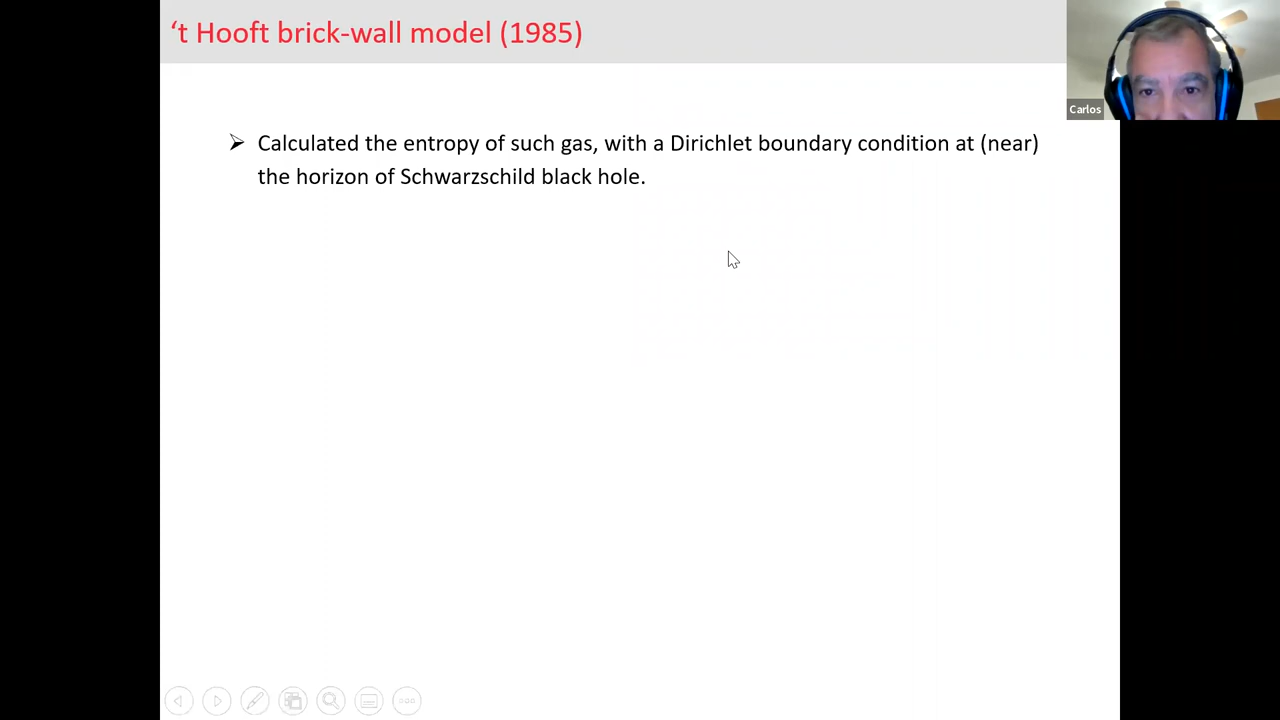 ‘t Hooft brick-wall model (1985)
Carlos
Calculated the entropy of such gas, with a Dirichlet boundary condition at (near)
the horizon of Schwarzschild black hole.